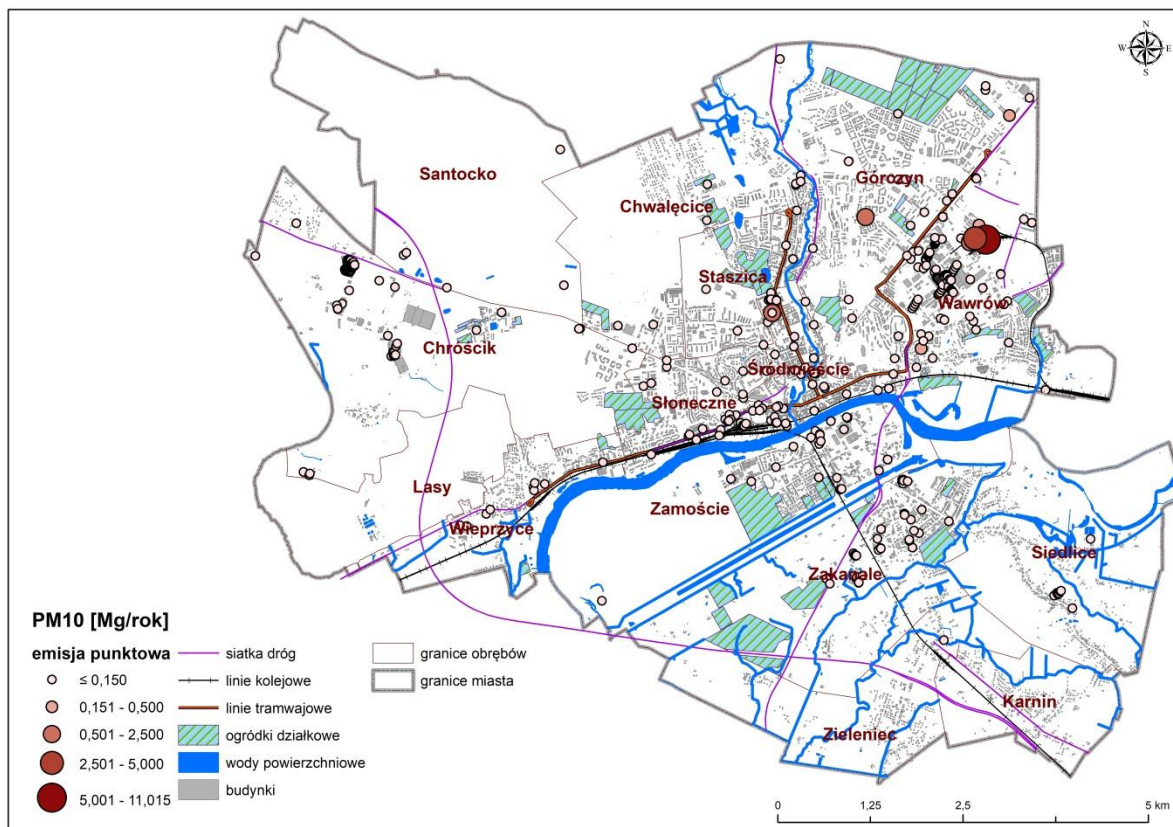 N
W E
S
Santocko
Górczyn
Chwalęcice
Staszica
Wawrów
Chróścik
Śródmieście
Słoneczne
Lasy
Zamoście
Wieprzyce
Siedlice
Zakanale
Karnin
Zieleniec
PM10 [Mg/rok]
emisja punktowa
≤ 0,150
0,151 - 0,500
0,501 - 2,500
2,501 - 5,000
5,001 - 11,015
siatka dróg
linie kolejowe
linie tramwajowe
ogródki działkowe
wody powierzchniowe
budynki
granice obrębów
granice miasta
0 1,25 2,5 5 km